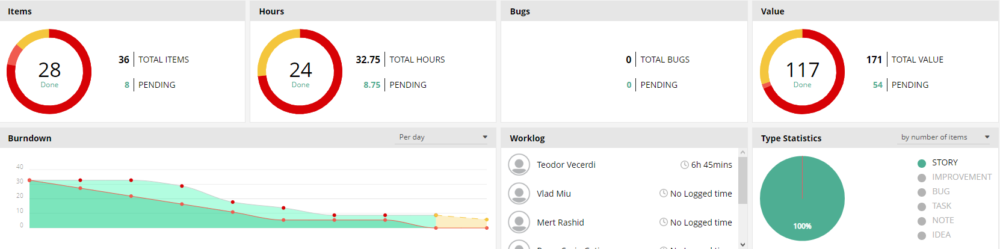 Items
28
Done
36 TOTAL ITEMS
8 PENDING
Hours
24
Done
32.75 TOTAL HOURS
8.75 PENDING
Bugs
0 TOTAL BUGS
0 PENDING
Value
117
Done
171 TOTAL VALUE
54 PENDING
Burndown
Per day
40
30
20
10
0
Worklog
Teodor Vecerdi 6h 45mins
Vlad Miu No Logged time
Mert Rashid No Logged time
Type Statistics
by number of items
100%
STORY
IMPROVEMENT
BUG
TASK
NOTE
IDEA